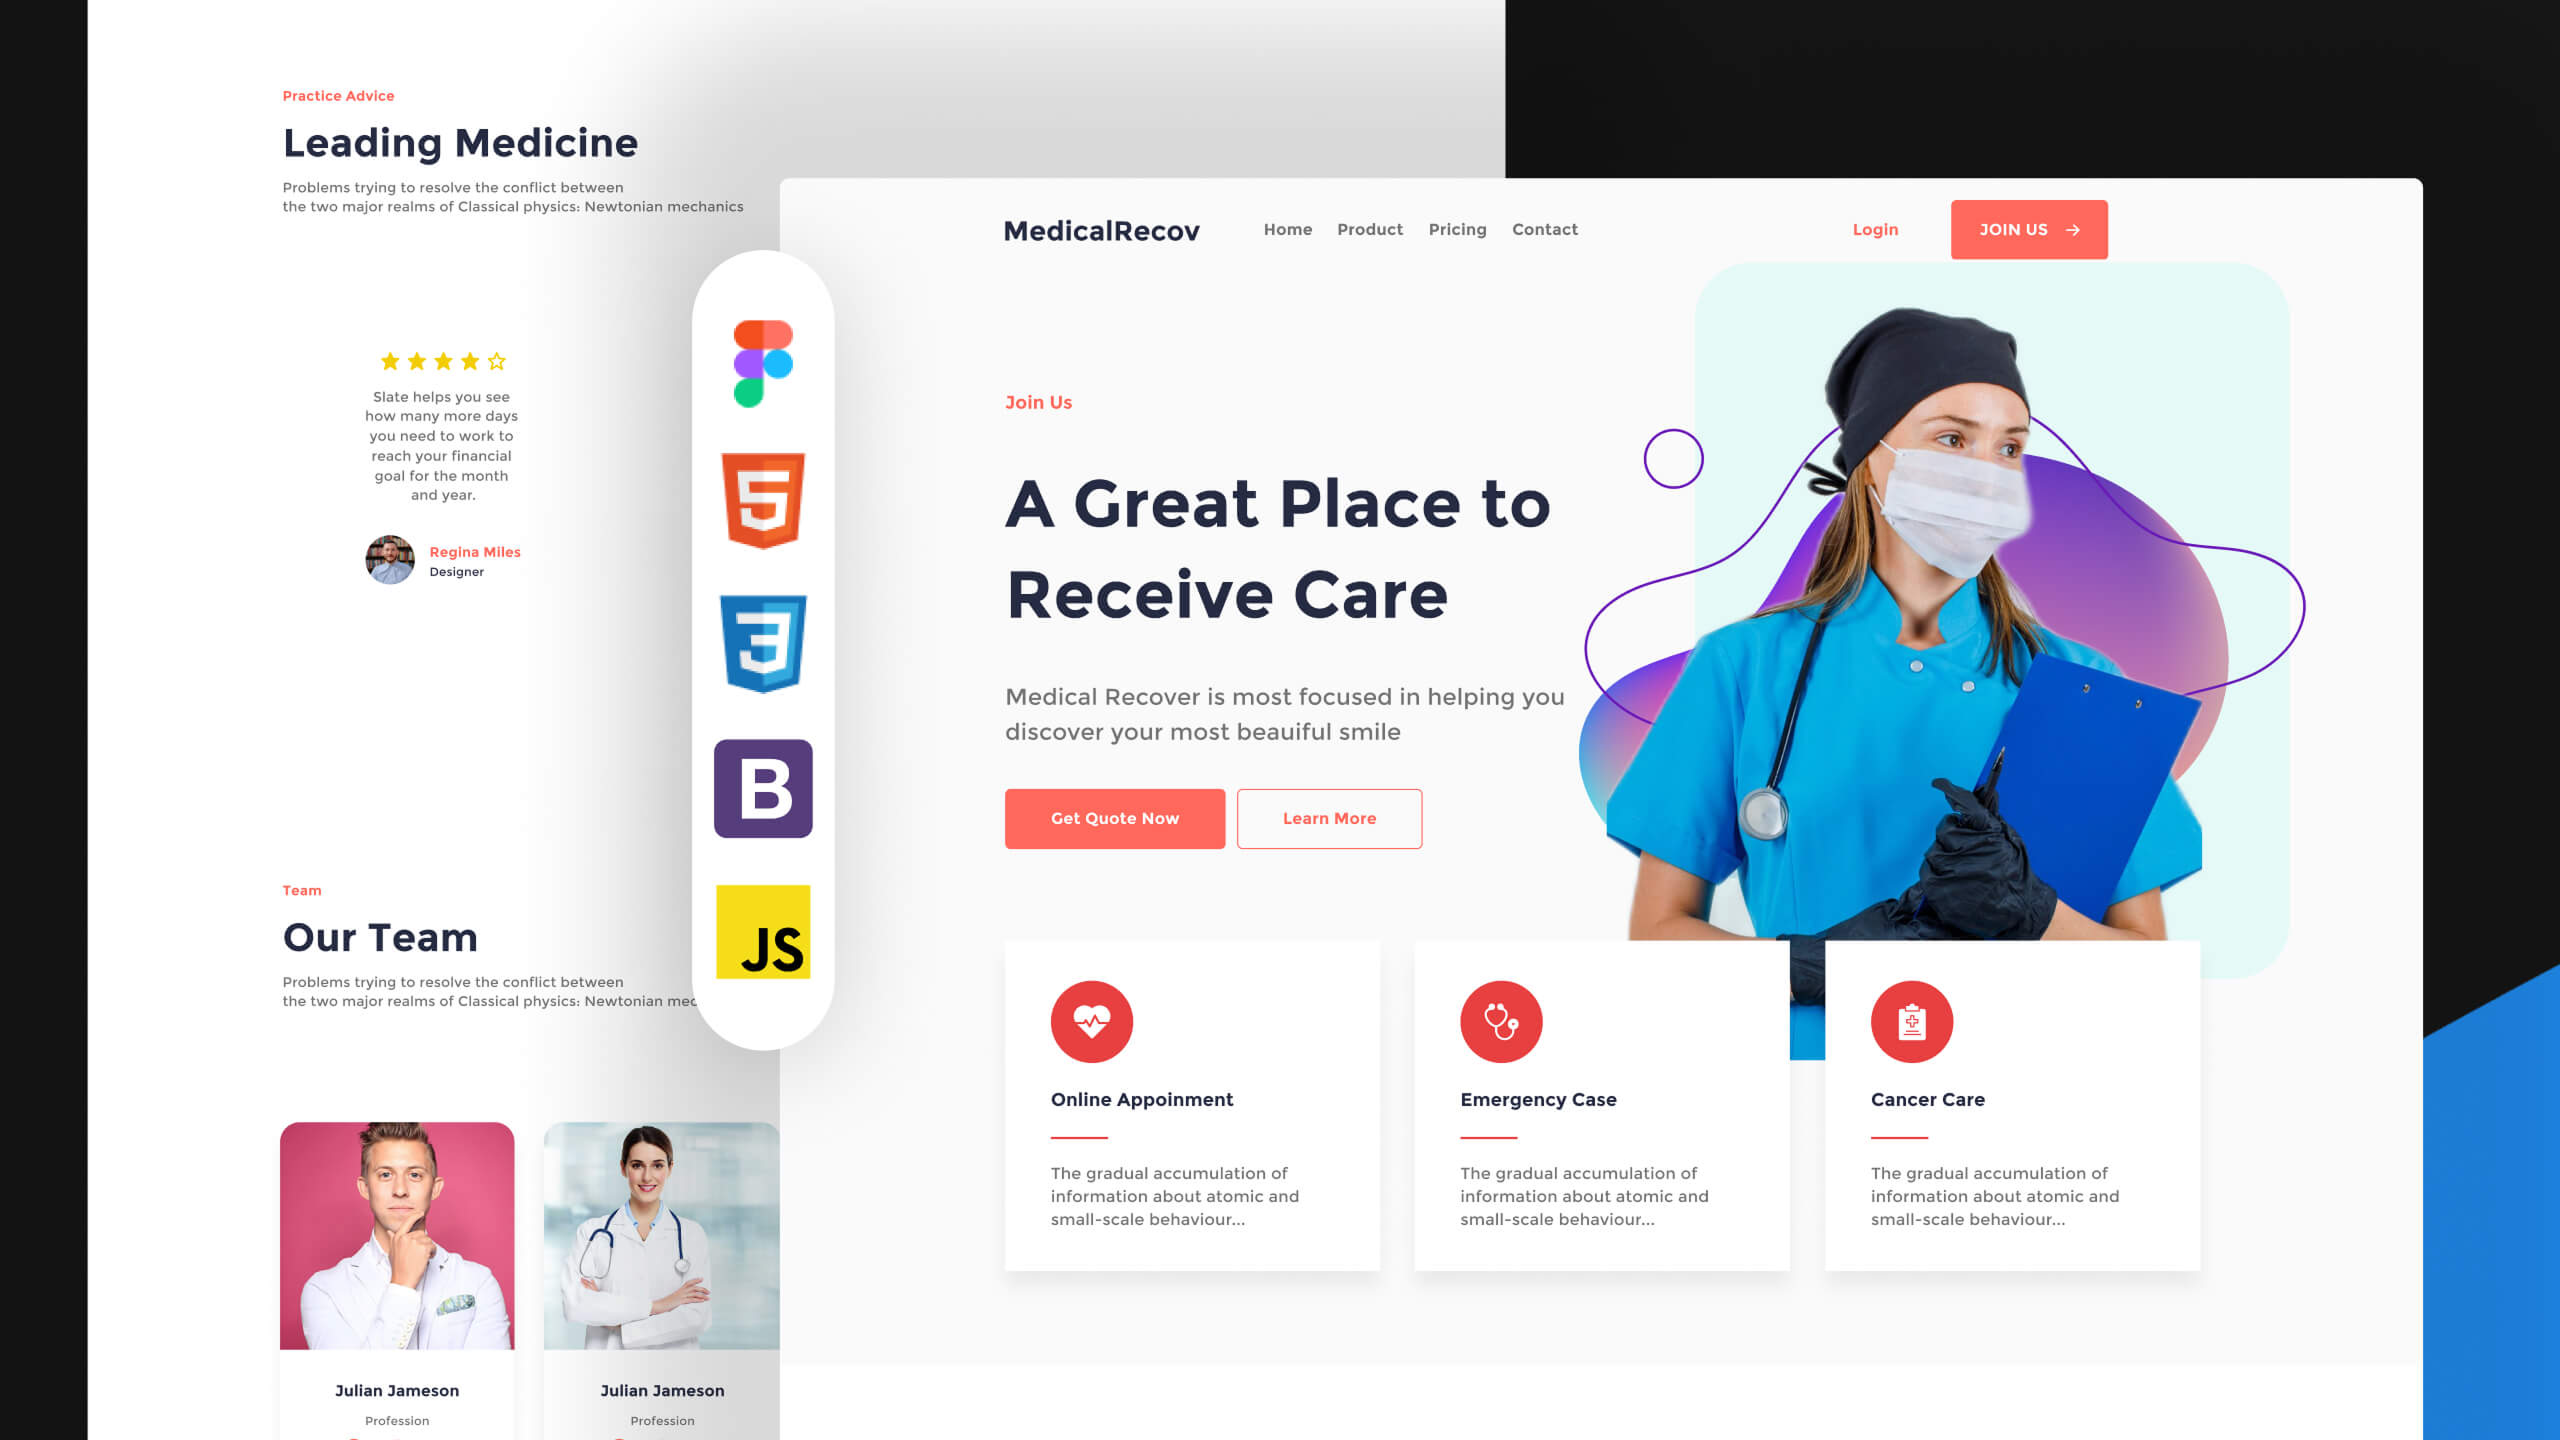 Practice Advice
Leading Medicine
Problems trying to resolve the conflict between
the two major realms of Classical physics: Newtonian mechanics
Slate helps you see
how many more days
you need to work to
reach your financial
goal for the month
and year.
Regina Miles
Designer
Team
Our Team
Problems trying to resolve the conflict between
the two major realms of Classical physics: Newtonian
Julian Jameson
Profession
Julian Jameson
Profession
5
3
B
JS
MedicalRecov
Home
Product
Pricing
Contact
Login
JOIN US
Join Us
A Great Place to
Receive Care
Medical Recover is most focused in helping you
discover your most beauiful smile
Get Quote Now
Learn More
Online Appoinment
The gradual accumulation of
information about atomic and
small-scale behaviour...
Emergency Case
The gradual accumulation of
information about atomic and
small-scale behaviour...
Cancer Care
The gradual accumulation of
information about atomic and
small-scale behaviour...